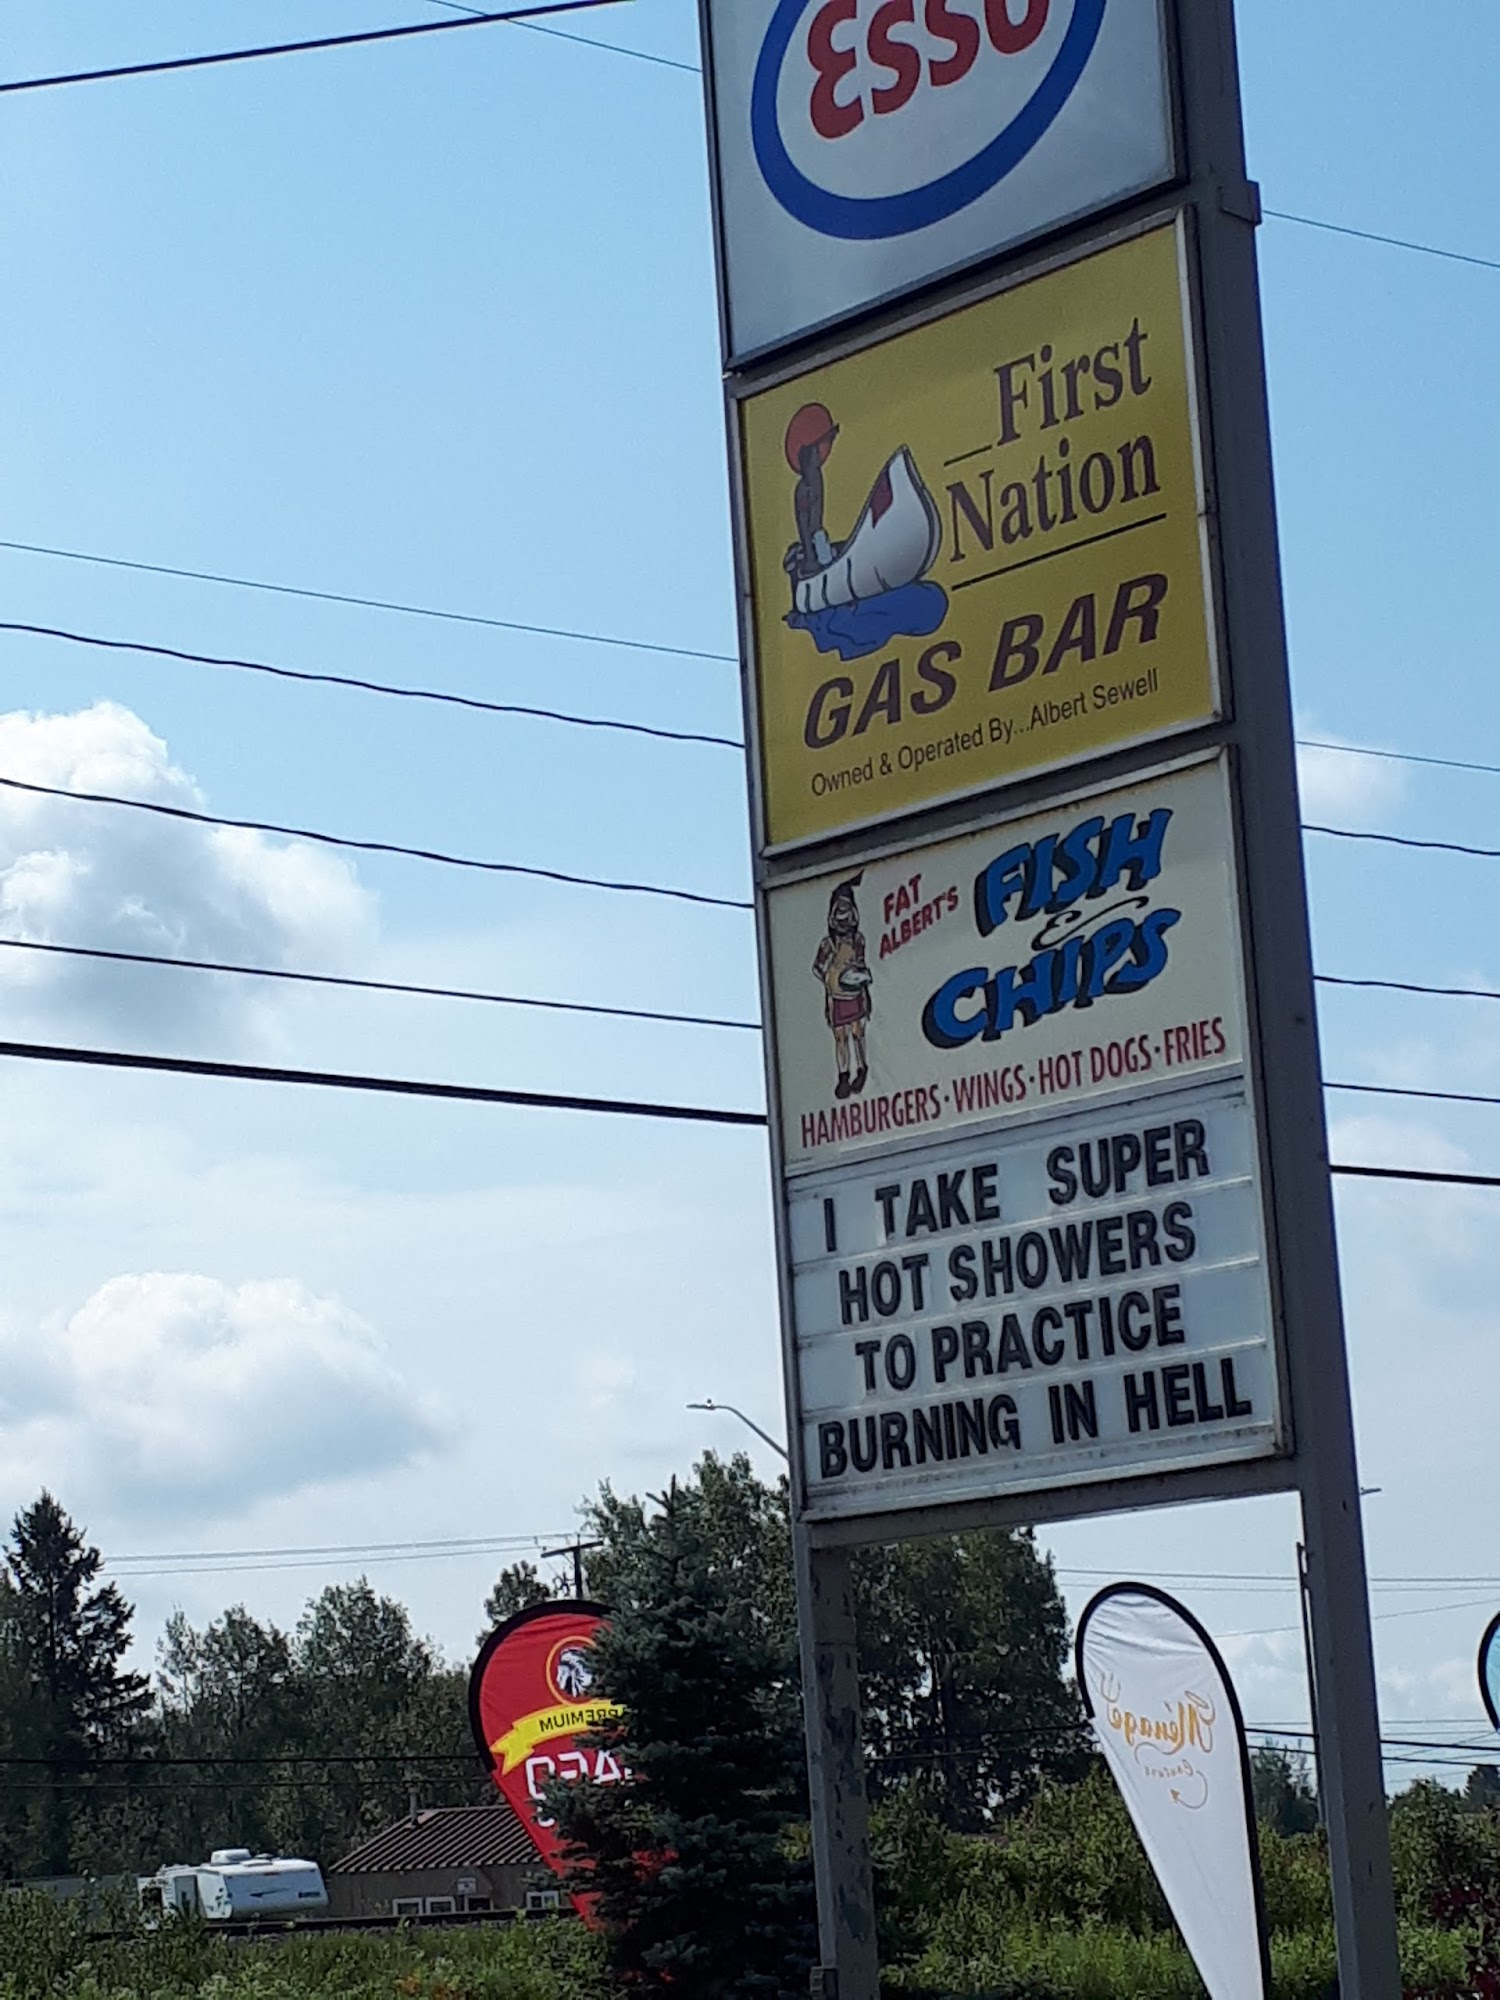 Esso
First
Nation
GAS BAR
Owned & Operated By...Albert Sewell
FAT
ALBERT'S
FISH
&
CHIPS
HAMBURGERS·WINGS·HOT DOGS·FRIES
I TAKE SUPER
HOT SHOWERS
TO PRACTICE
BURNING IN HELL
PREMIUM
Ménage